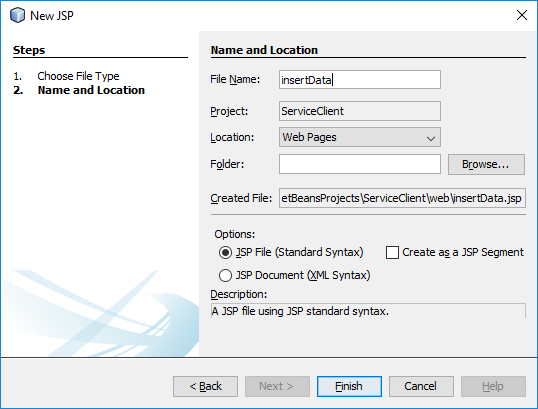 New JSP
Steps
1. Choose File Type
2. Name and Location
Name and Location
File Name: insertData
Project: ServiceClient
Location: Web Pages
Folder: Browse...
Created File: etBeansProjects\ServiceClient\web\insertData.jsp
Options:
JSP File (Standard Syntax) Create as a JSP Segment
JSP Document (XML Syntax)
Description:
A JSP file using JSP standard syntax.
< Back Next > Finish Cancel Help